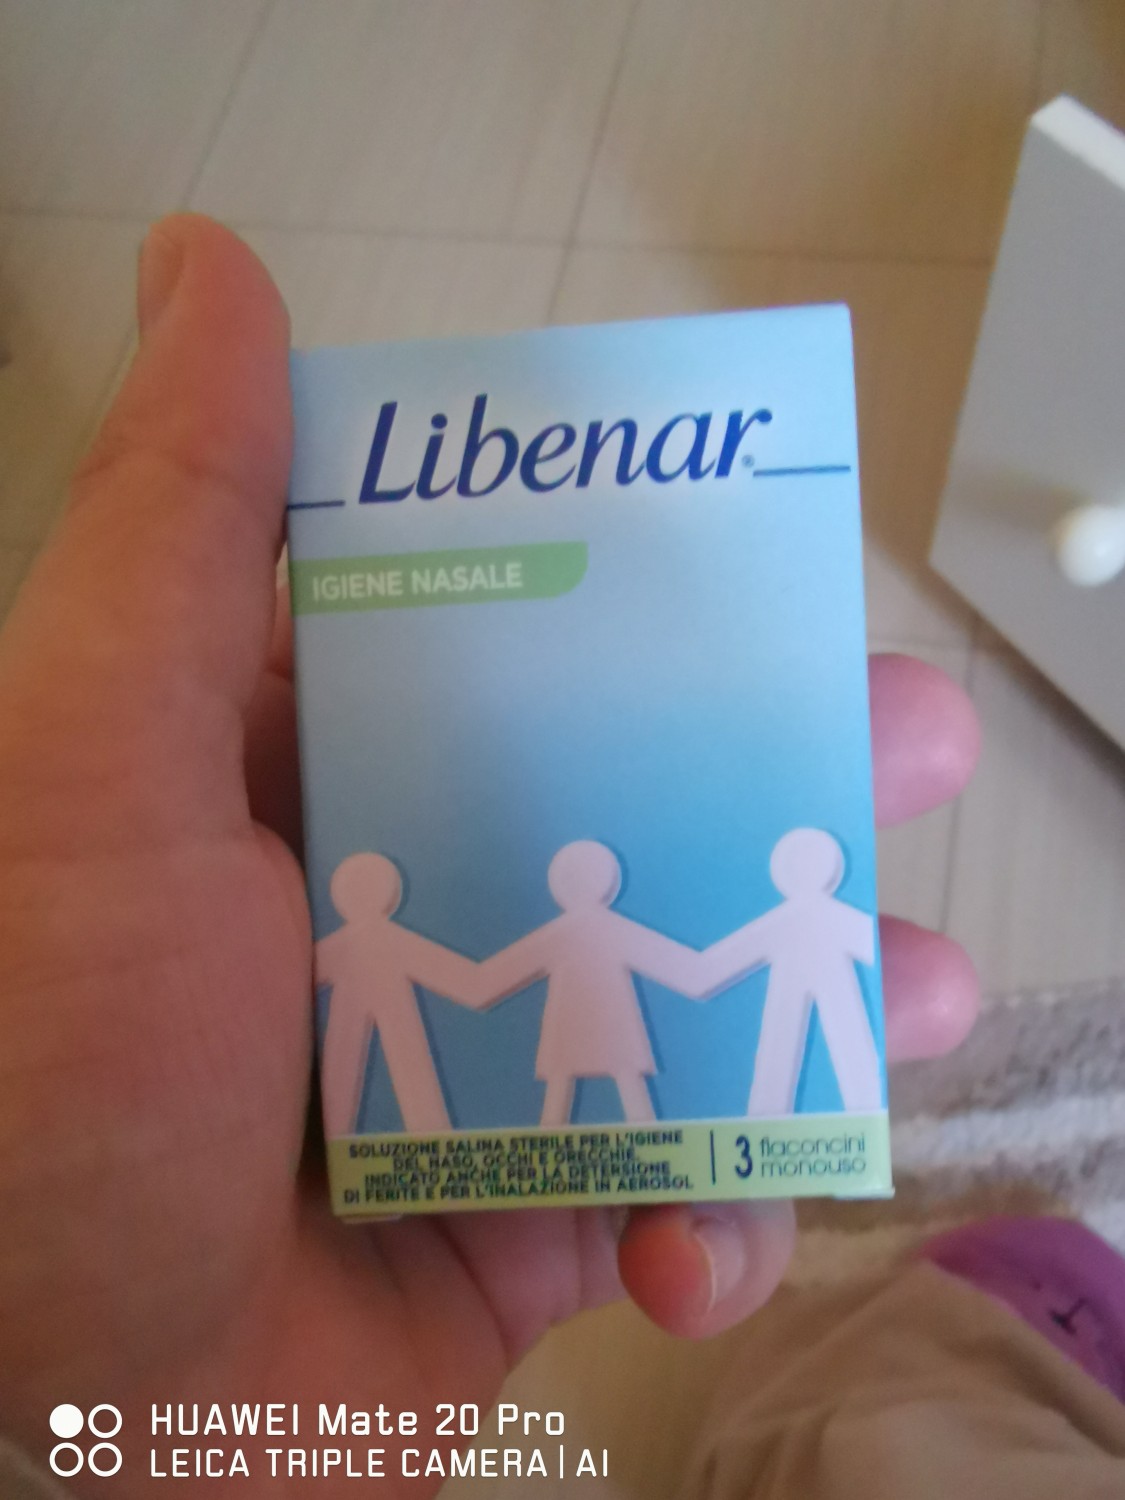 Libenar®
IGIENE NASALE
SOLUZIONE SALINA STERILE PER L'IGIENE
DEL NASO, OCCHI E ORECCHIE.
INDICATO ANCHE PER LA DETERSIONE
DI FERITE E PER L'INALAZIONE IN AEROSOL
3 flaconcini
monouso
HUAWEI Mate 20 Pro
LEICA TRIPLE CAMERA | AI